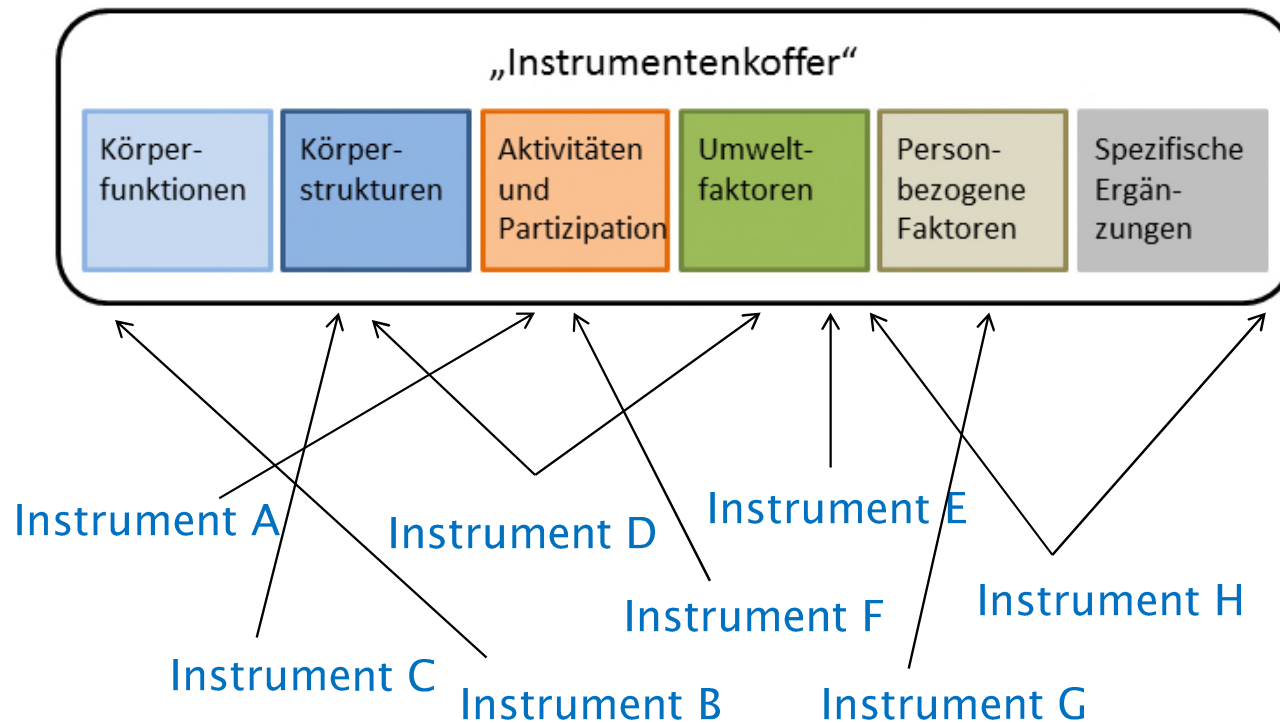 „Instrumentenkoffer“
Körper-
funktionen
Körper-
strukturen
Aktivitäten
und
Partizipation
Umwelt-
faktoren
Person-
bezogene
Faktoren
Spezifische
Ergän-
zungen
Instrument A
Instrument D
Instrument E
Instrument F
Instrument H
Instrument C
Instrument B
Instrument G